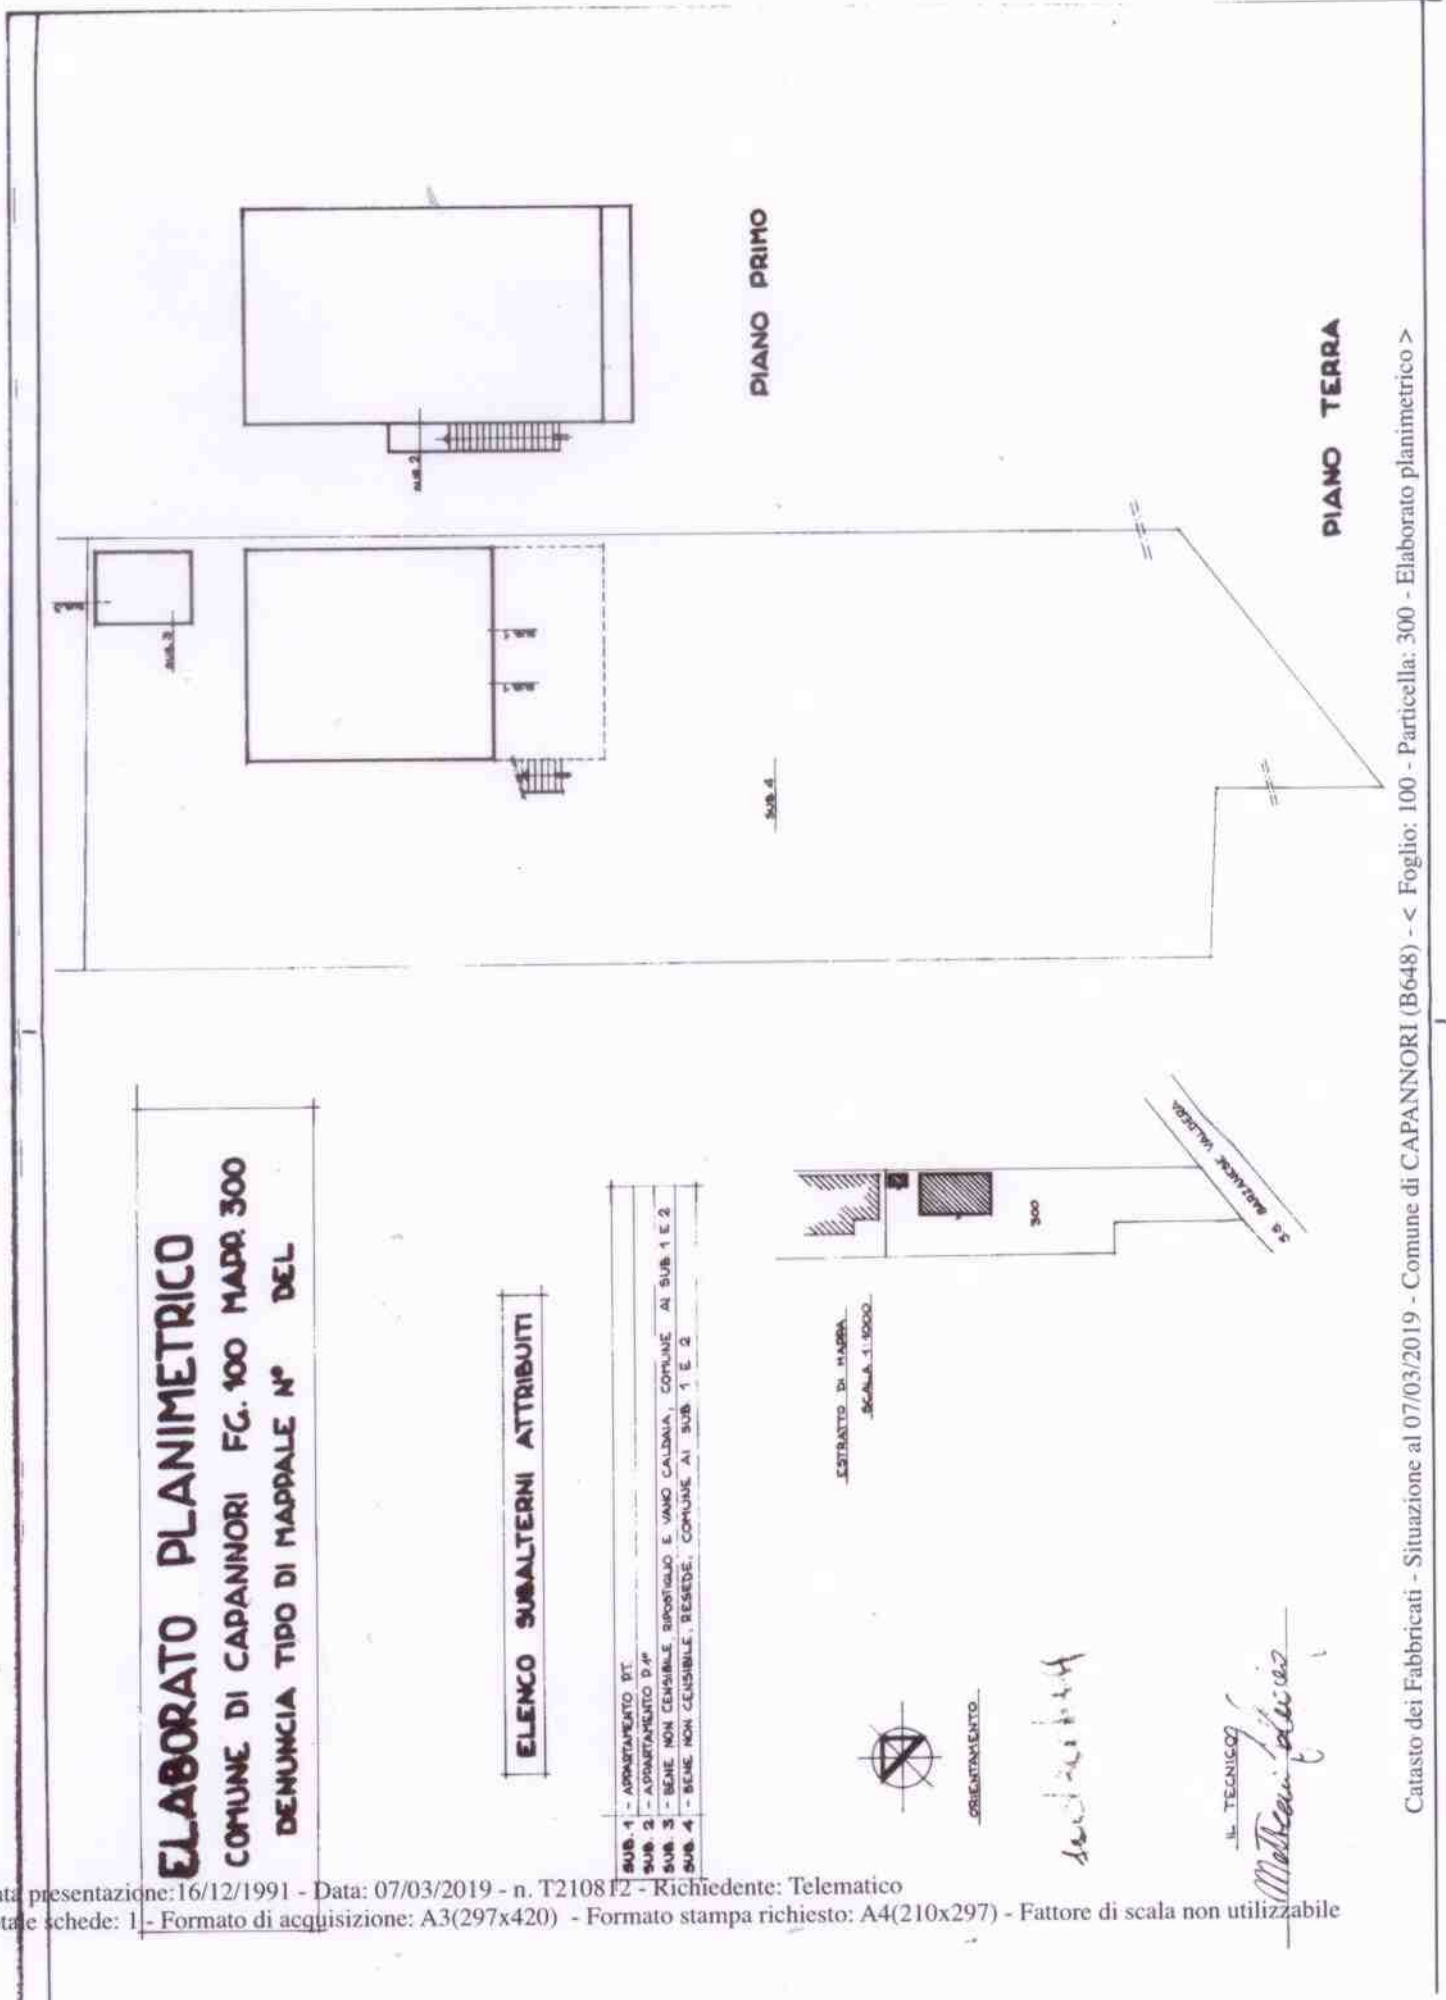 ELABORATO PLANIMETRICO
COMUNE DI CAPANNORI FG. 100 MAPP. 300
DENUNCIA TIPO DI MAPPALE N° DEL
ELENCO SUBALTERNI ATTRIBUITI
SUB. 1 - APPARTAMENTO P.T.
SUB. 2 - APPARTAMENTO P.1°
SUB. 3 - BENE NON CENSIBILE, RIPOSTIGLIO E VANO CALDAIA, COMUNE AI SUB. 1 E 2
SUB. 4 - BENE NON CENSIBILE, RESEDE, COMUNE AI SUB. 1 E 2
ESTRATTO DI MAPPA
SCALA 1:1000
300
S.P. SARZANESE VALDERA
ORIENTAMENTO
IL TECNICO
SUB. 3
SUB. 1
SUB. 1
SUB. 4
SUB. 2
PIANO PRIMO
PIANO TERRA
presentazione:16/12/1991 - Data: 07/03/2019 - n. T210812 - Richiedente: Telematico
schede: 1 - Formato di acquisizione: A3(297x420) - Formato stampa richiesto: A4(210x297) - Fattore di scala non utilizzabile
Catasto dei Fabbricati - Situazione al 07/03/2019 - Comune di CAPANNORI (B648) - < Foglio: 100 - Particella: 300 - Elaborato planimetrico >